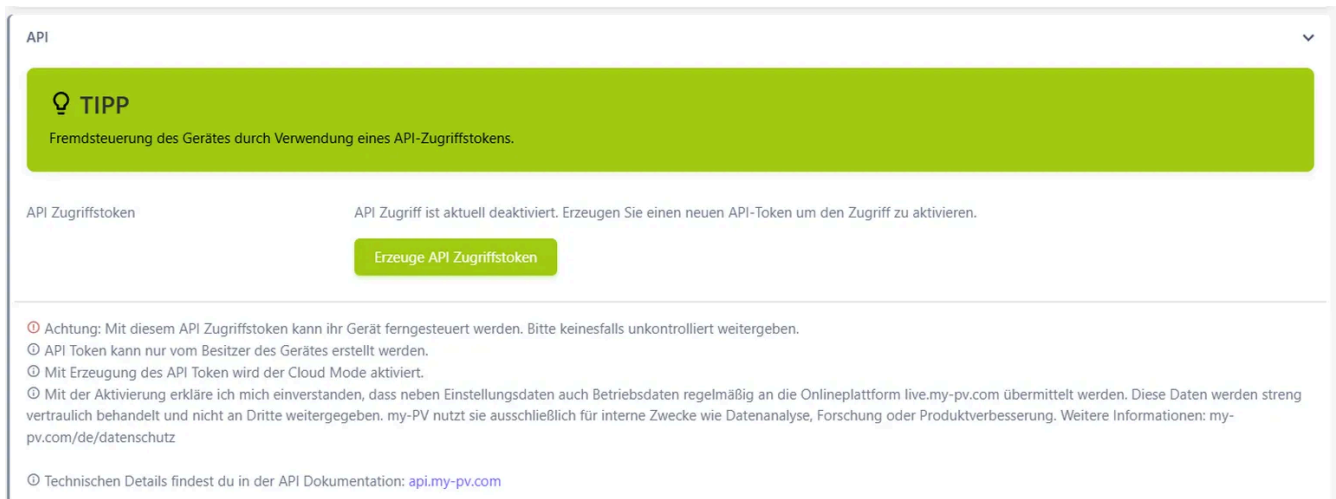 API
TIPP
Fremdsteuerung des Gerätes durch Verwendung eines API-Zugriffstokens.
API Zugriffstoken
API Zugriff ist aktuell deaktiviert. Erzeugen Sie einen neuen API-Token um den Zugriff zu aktivieren.
Erzeuge API Zugriffstoken
Achtung: Mit diesem API Zugriffstoken kann ihr Gerät ferngesteuert werden. Bitte keinesfalls unkontrolliert weitergeben.
API Token kann nur vom Besitzer des Gerätes erstellt werden.
Mit Erzeugung des API Token wird der Cloud Mode aktiviert.
Mit der Aktivierung erkläre ich mich einverstanden, dass neben Einstellungsdaten auch Betriebsdaten regelmäßig an die Onlineplattform live.my-pv.com übermittelt werden. Diese Daten werden streng
vertraulich behandelt und nicht an Dritte weitergegeben. my-PV nutzt sie ausschließlich für interne Zwecke wie Datenanalyse, Forschung oder Produktverbesserung. Weitere Informationen: my-
pv.com/de/datenschutz
Technischen Details findest du in der API Dokumentation: api.my-pv.com